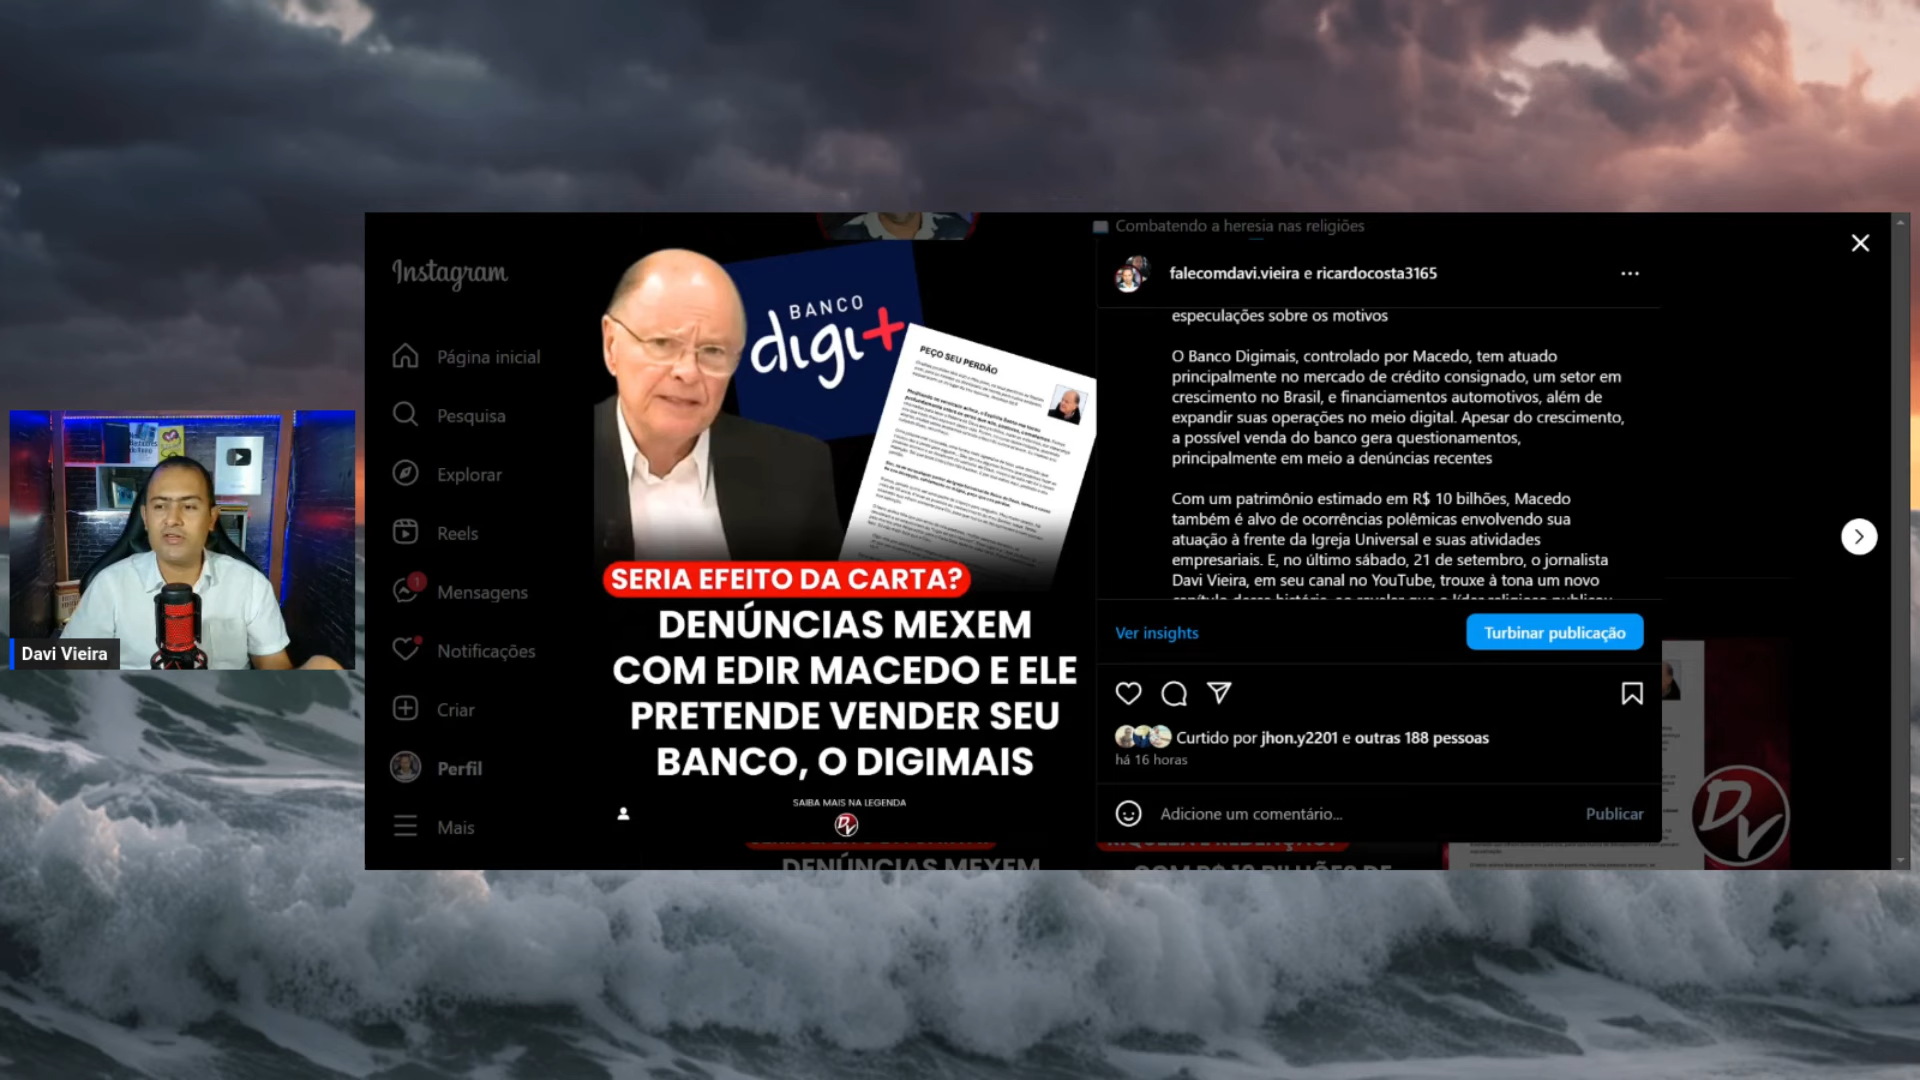 Davi Vieira
Instagram
Página inicial
Pesquisa
Explorar
Reels
1
Mensagens
Notificações
Criar
Perfil
Mais
BANCO
digi+
PEÇO SEU PERDÃO
SERIA EFEITO DA CARTA?
DENÚNCIAS MEXEM
COM EDIR MACEDO E ELE
PRETENDE VENDER SEU
BANCO, O DIGIMAIS
SAIBA MAIS NA LEGENDA
DV
DENÚNCIAS MEXEM
Combatendo a heresia nas religiões
falecomdavi.vieira e ricardocosta3165
especulações sobre os motivos
O Banco Digimais, controlado por Macedo, tem atuado
principalmente no mercado de crédito consignado, um setor em
crescimento no Brasil, e financiamentos automotivos, além de
expandir suas operações no meio digital. Apesar do crescimento,
a possível venda do banco gera questionamentos,
principalmente em meio a denúncias recentes
Com um patrimônio estimado em R$ 10 bilhões, Macedo
também é alvo de ocorrências polêmicas envolvendo sua
atuação à frente da Igreja Universal e suas atividades
empresariais. E, no último sábado, 21 de setembro, o jornalista
Davi Vieira, em seu canal no YouTube, trouxe à tona um novo
Ver insights
Turbinar publicação
Curtido por jhon.y2201 e outras 188 pessoas
há 16 horas
Adicione um comentário...
Publicar
DV